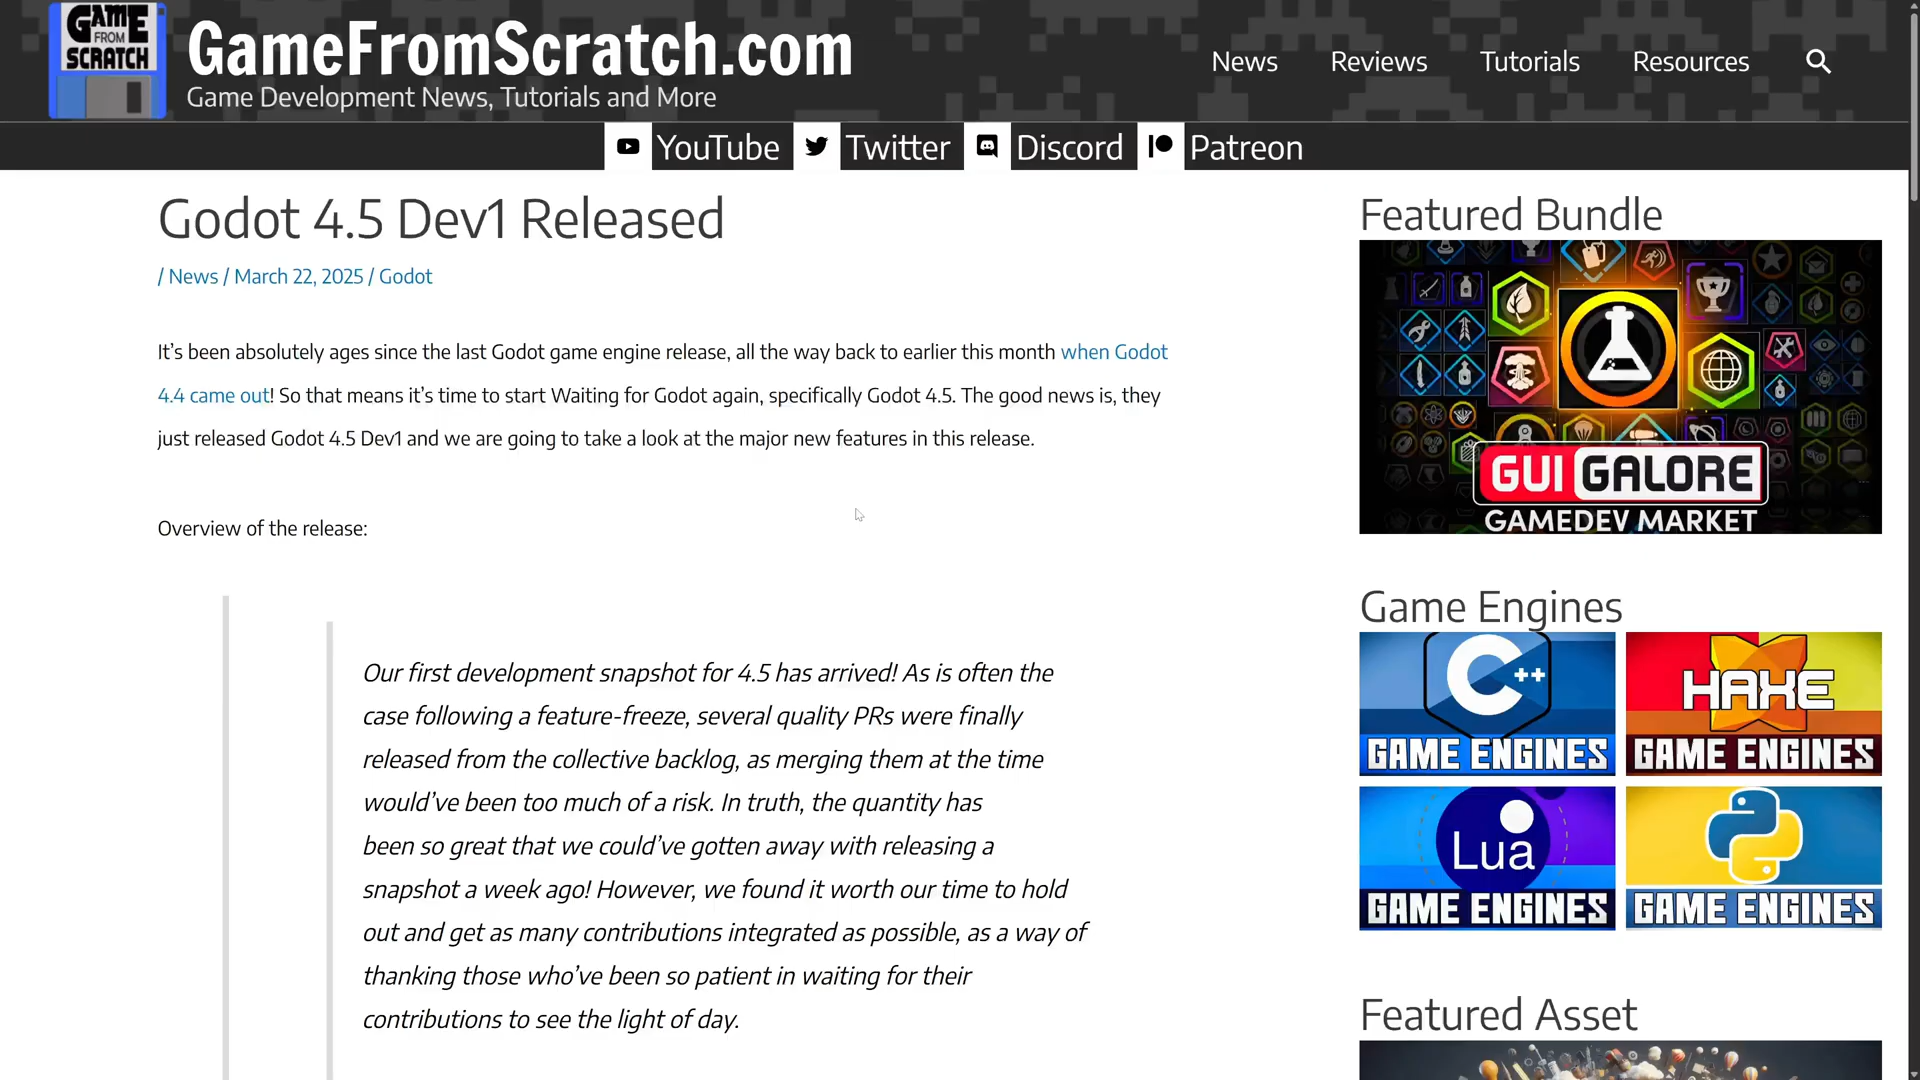 GAME
FROM
SCRATCH
GameFromScratch.com
Game Development News, Tutorials and More
News
Reviews
Tutorials
Resources
YouTube
Twitter
Discord
Patreon
Godot 4.5 Dev1 Released
/ News / March 22, 2025 / Godot
It’s been absolutely ages since the last Godot game engine release, all the way back to earlier this month when Godot
4.4 came out! So that means it’s time to start Waiting for Godot again, specifically Godot 4.5. The good news is, they
just released Godot 4.5 Dev1 and we are going to take a look at the major new features in this release.
Overview of the release:
Our first development snapshot for 4.5 has arrived! As is often the
case following a feature-freeze, several quality PRs were finally
released from the collective backlog, as merging them at the time
would’ve been too much of a risk. In truth, the quantity has
been so great that we could’ve gotten away with releasing a
snapshot a week ago! However, we found it worth our time to hold
out and get as many contributions integrated as possible, as a way of
thanking those who’ve been so patient in waiting for their
contributions to see the light of day.
Featured Bundle
GUI GALORE
GAMEDEV MARKET
Game Engines
C++
GAME ENGINES
HAXE
GAME ENGINES
Lua
GAME ENGINES
GAME ENGINES
Featured Asset